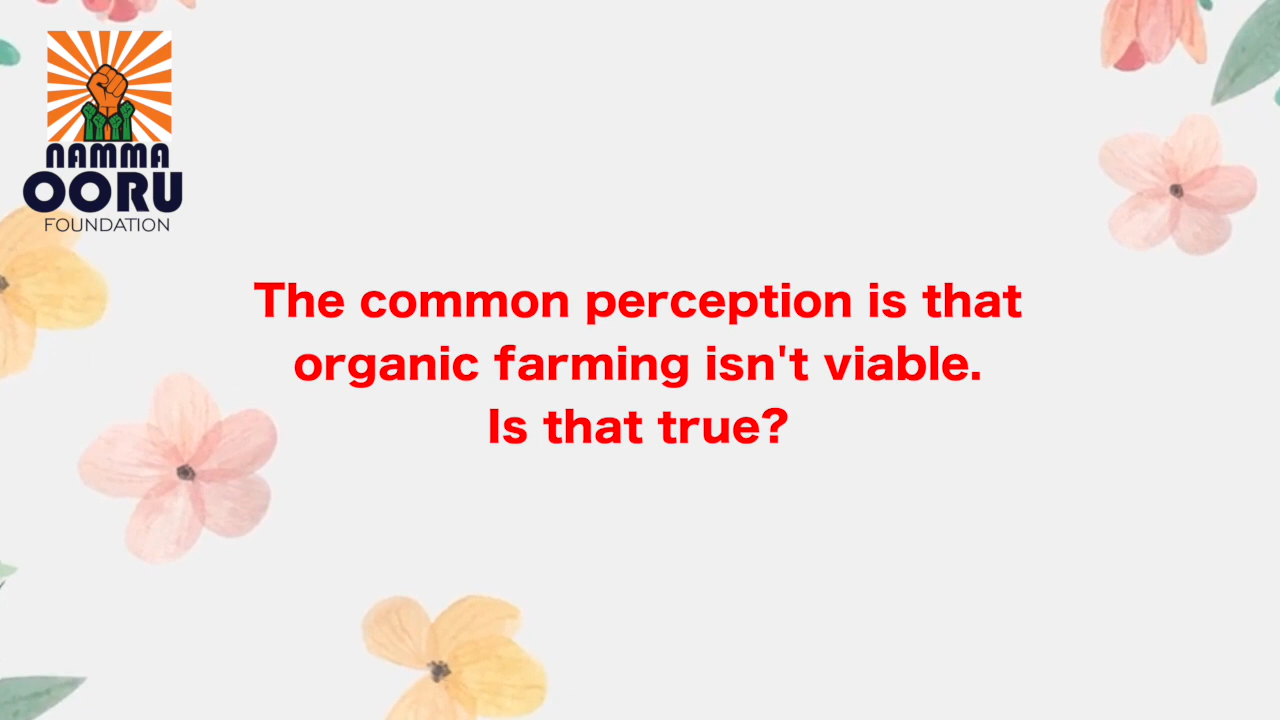 NAMMA
OORU
FOUNDATION
The common perception is that
organic farming isn't viable.
Is that true?